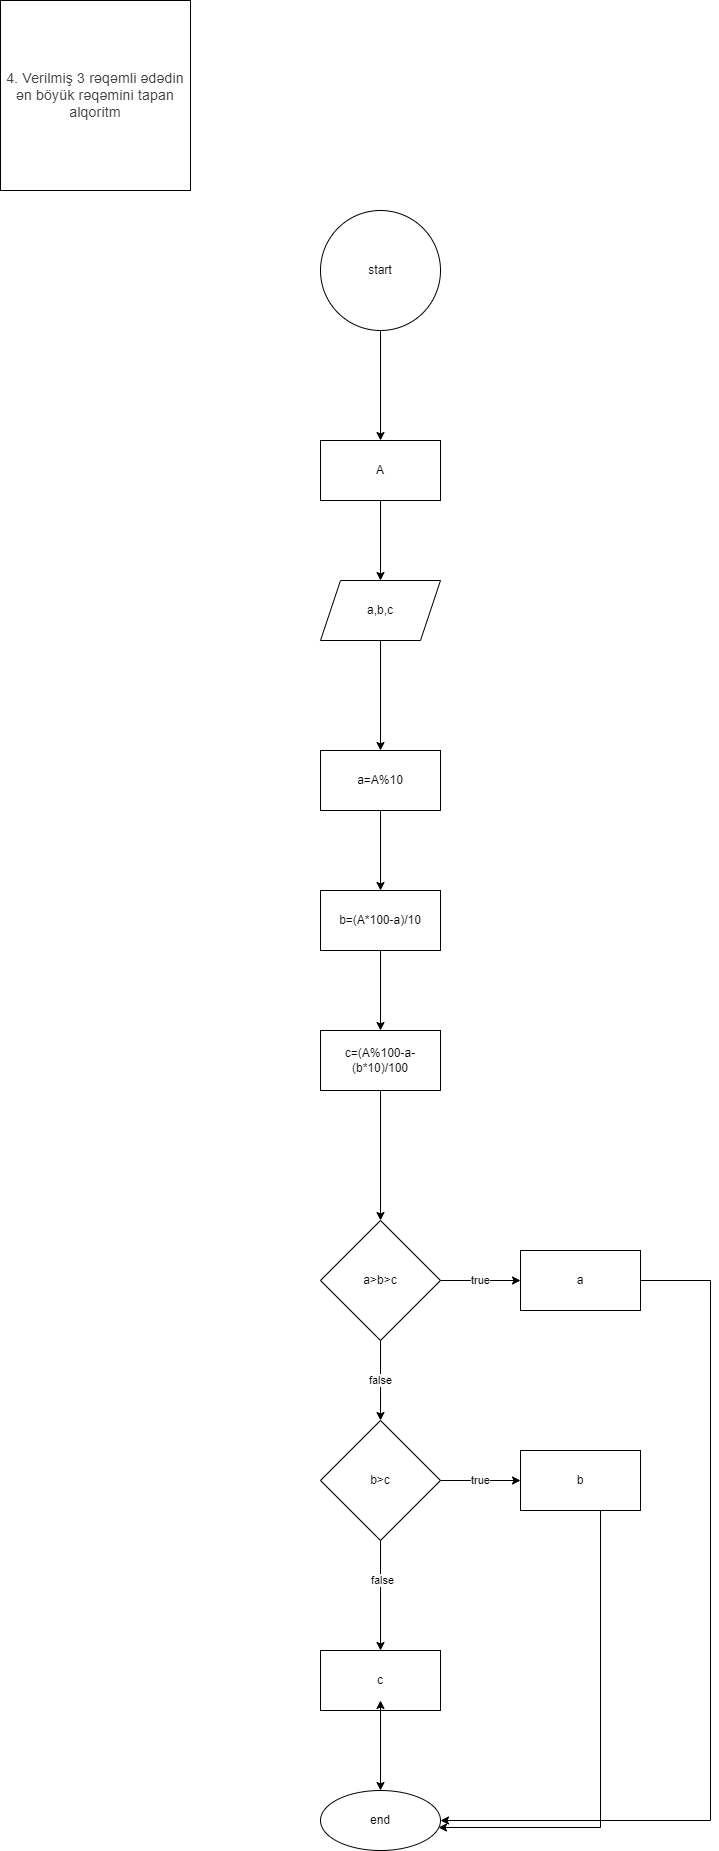 4. Verilmiş 3 rəqəmli ədədin
ən böyük rəqəmini tapan
alqoritm
start
A
a,b,c
a=A%10
b=(A*100-a)/10
c=(A%100-a-
(b*10)/100
a>b>c
true
a
false
b>c
true
b
false
c
end